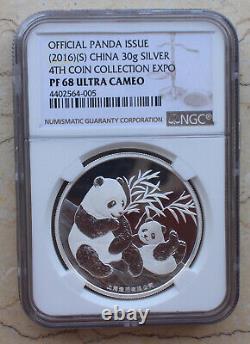 OFFICIAL PANDA ISSUE
(2016)(S) CHINA 30g SILVER
4TH COIN COLLECTION EXPO
PF 68 ULTRA CAMEO
4402564-005
NUMISMATIC GUARANTY CORPORATION
NGC